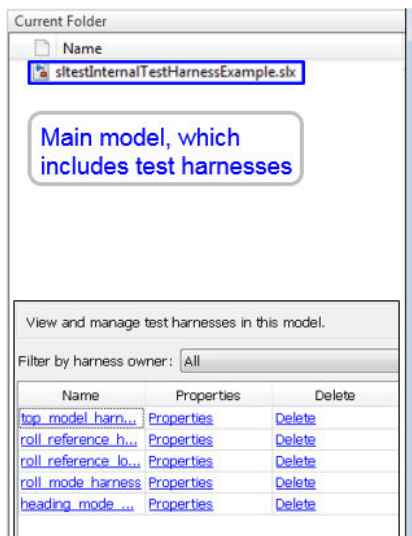 Current Folder
Name
sltestInternalTestHarnessExample.slx
Main model, which
includes test harnesses
View and manage test harnesses in this model.
Filter by harness owner: All
Name Properties Delete
top_model_harn... Properties Delete
roll_reference_h... Properties Delete
roll_reference_lo... Properties Delete
roll_mode_harness Properties Delete
heading_mode_... Properties Delete